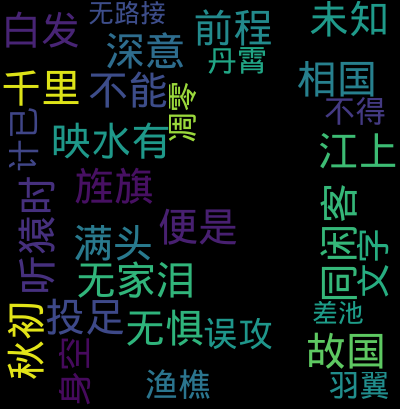 白发
无路接
深意
前程
丹霄
未知
千里
不能
凋零
相国
不得
计已
映水有
江上
旌旗
听猿时
便是
同闲客
文字
满头
无家泪
秋初
投足
无惧
误攻
差池
故国
身空
渔樵
羽翼